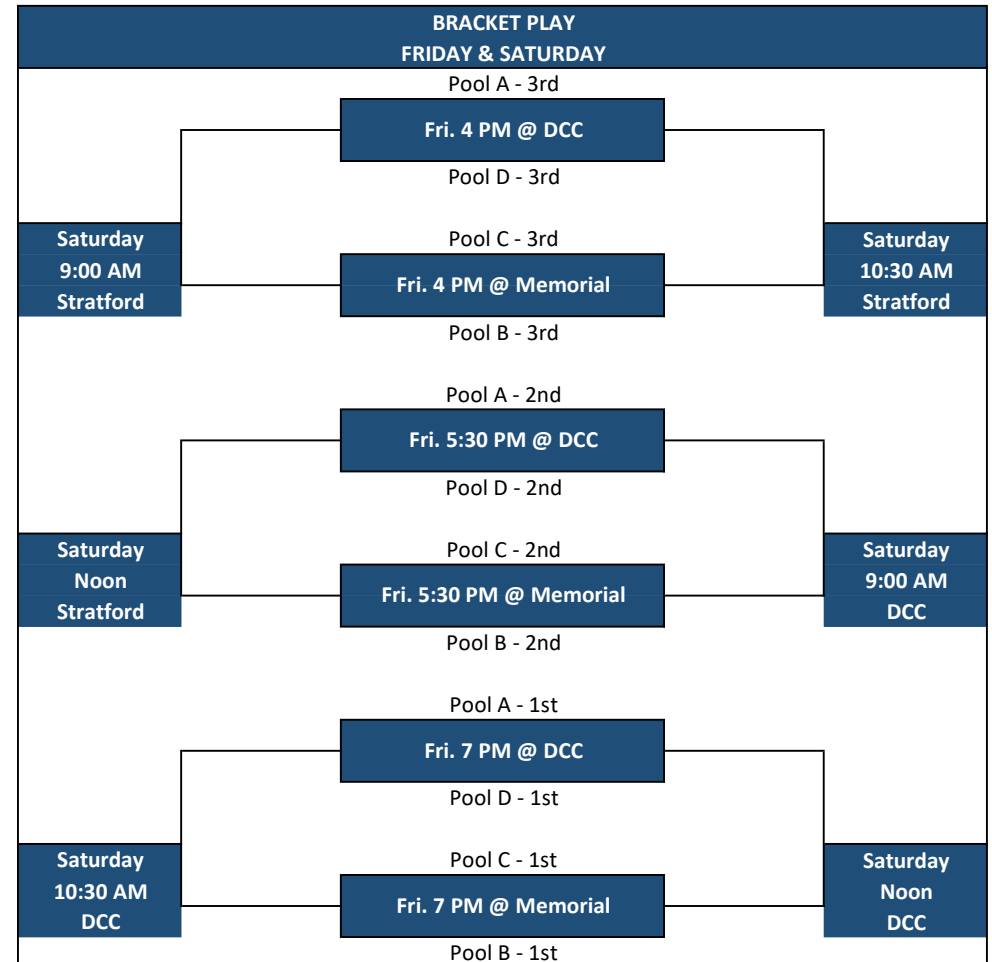 BRACKET PLAY
FRIDAY & SATURDAY
Pool A - 3rd
Fri. 4 PM @ DCC
Pool D - 3rd
Saturday
9:00 AM
Stratford
Pool C - 3rd
Fri. 4 PM @ Memorial
Pool B - 3rd
Saturday
10:30 AM
Stratford
Pool A - 2nd
Fri. 5:30 PM @ DCC
Pool D - 2nd
Saturday
Noon
Stratford
Pool C - 2nd
Fri. 5:30 PM @ Memorial
Pool B - 2nd
Saturday
9:00 AM
DCC
Pool A - 1st
Fri. 7 PM @ DCC
Pool D - 1st
Saturday
10:30 AM
DCC
Pool C - 1st
Fri. 7 PM @ Memorial
Pool B - 1st
Saturday
Noon
DCC